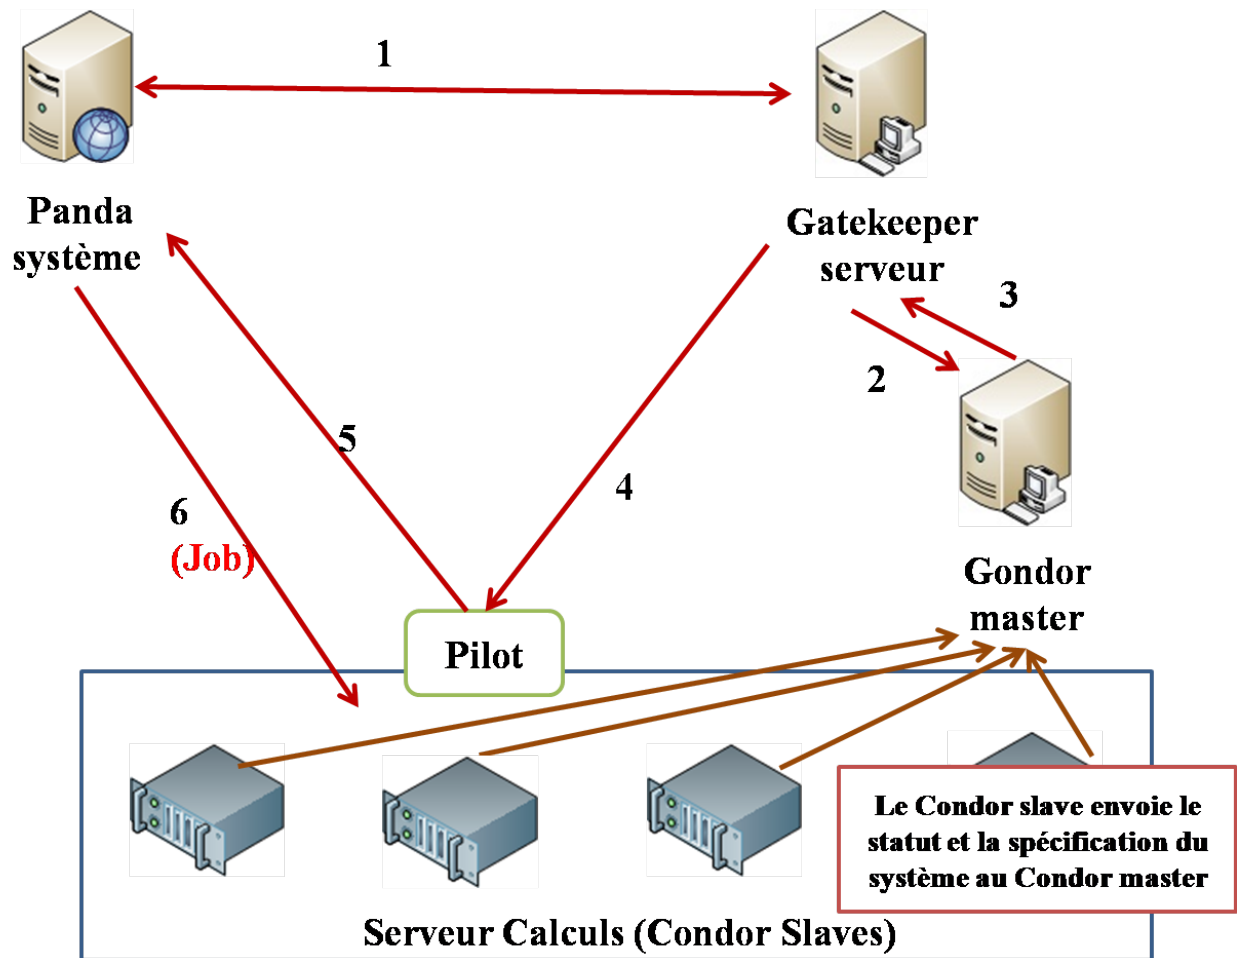 1
Panda
système
Gatekeeper
serveur
3
2
5
4
6
(Job)
Gondor
master
Pilot
Le Condor slave envoie le
statut et la spécification du
système au Condor master
Serveur Calculs (Condor Slaves)